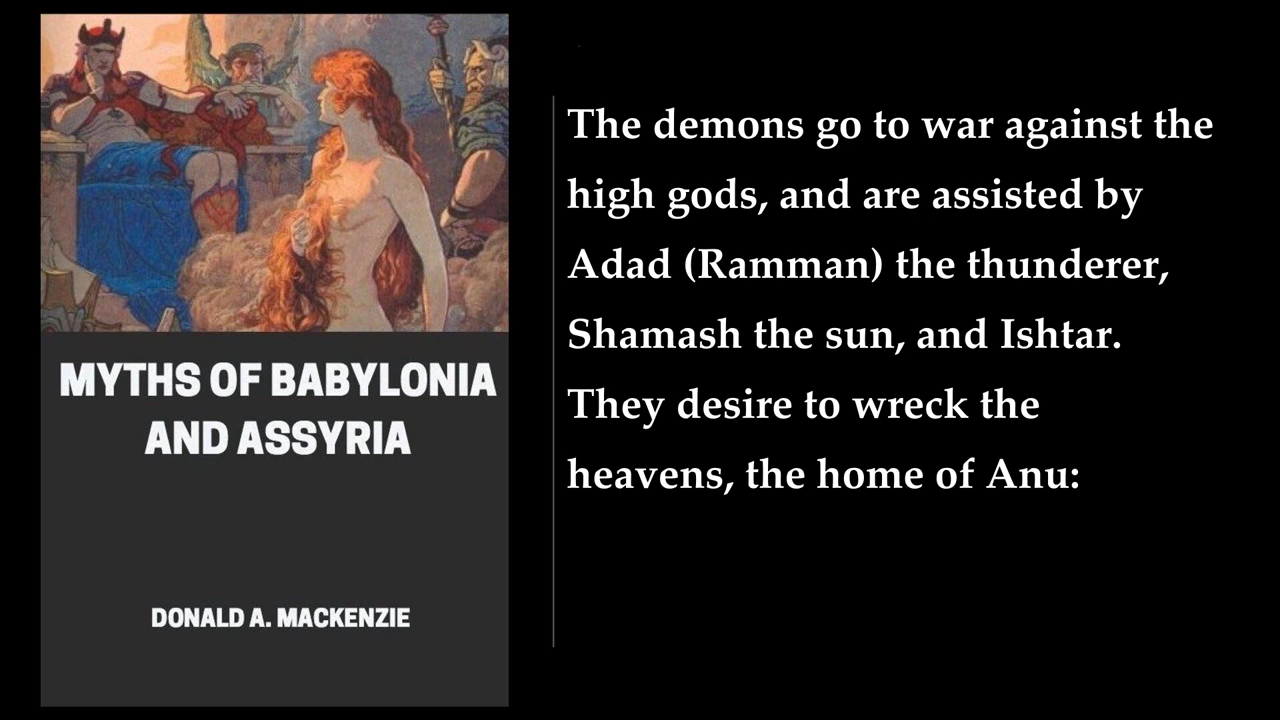 MYTHS OF BABYLONIA
AND ASSYRIA
DONALD A. MACKENZIE
The demons go to war against the
high gods, and are assisted by
Adad (Ramman) the thunderer,
Shamash the sun, and Ishtar.
They desire to wreck the
heavens, the home of Anu: